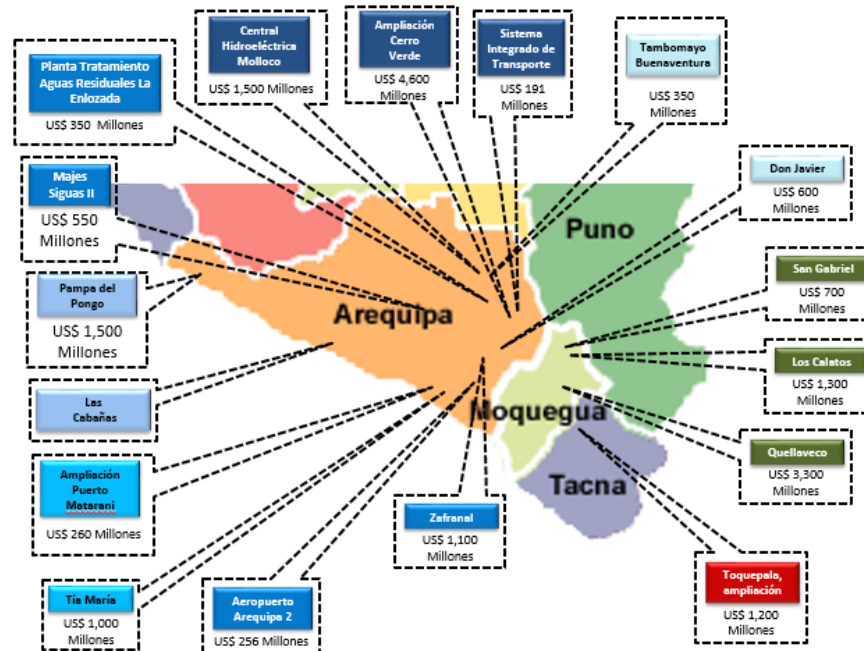 Planta Tratamiento
Aguas Residuales La
Enlozada
US$ 350 Millones
Central
Hidroeléctrica
Molloco
US$ 1,500 Millones
Ampliación
Cerro
Verde
US$ 4,600
Millones
Sistema
Integrado de
Transporte
US$ 191
Millones
Tambomayo
Buenaventura
US$ 350
Millones
Majes
Siguas II
US$ 550
Millones
Don Javier
US$ 600
Millones
Puno
San Gabriel
US$ 700
Millones
Pampa del
Pongo
US$ 1,500
Millones
Arequipa
Los Calatos
US$ 1,300
Millones
Las
Cabañas
Moquegua
Quellaveco
US$ 3,300
Millones
Ampliación
Puerto
Matarani
US$ 260 Millones
Tacna
Zafranal
US$ 1,100
Millones
Toquepala,
ampliación
US$ 1,200
Millones
Tía María
US$ 1,000
Millones
Aeropuerto
Arequipa 2
US$ 256 Millones